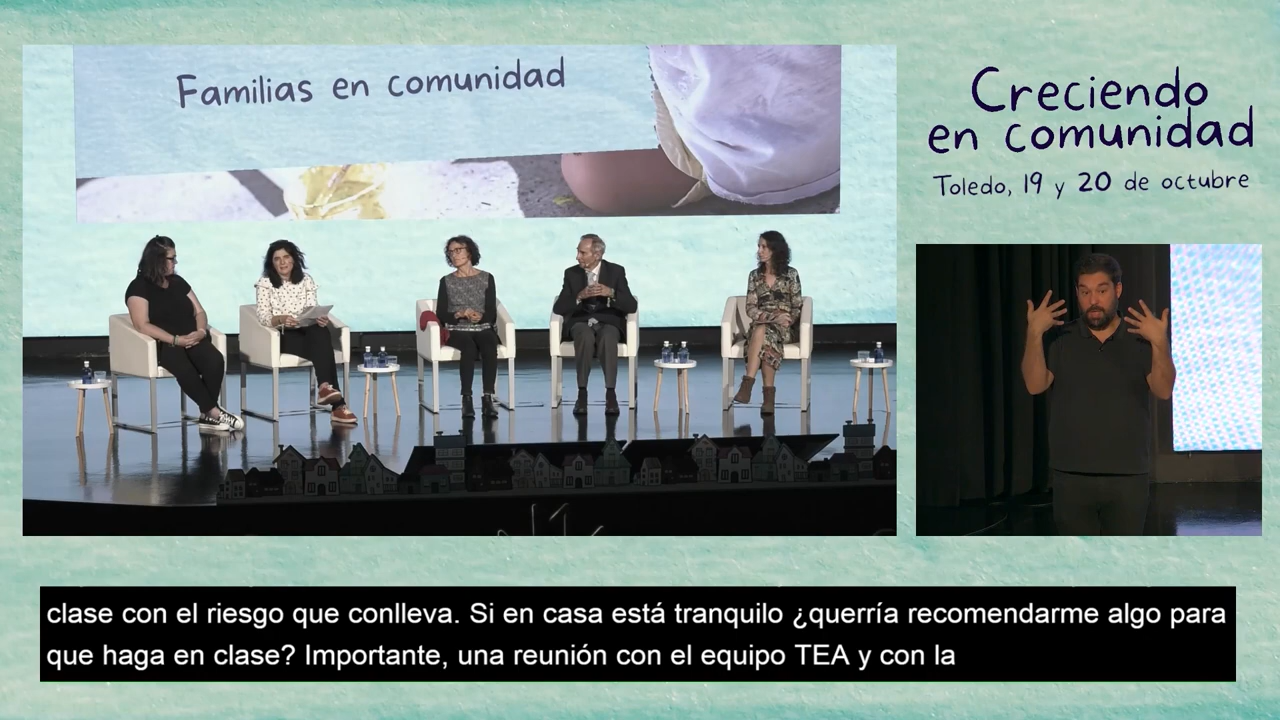 Familias en comunidad
Creciendo
en comunidad
Toledo, 19 y 20 de octubre
clase con el riesgo que conlleva. Si en casa está tranquilo ¿querría recomendarme algo para
que haga en clase? Importante, una reunión con el equipo TEA y con la